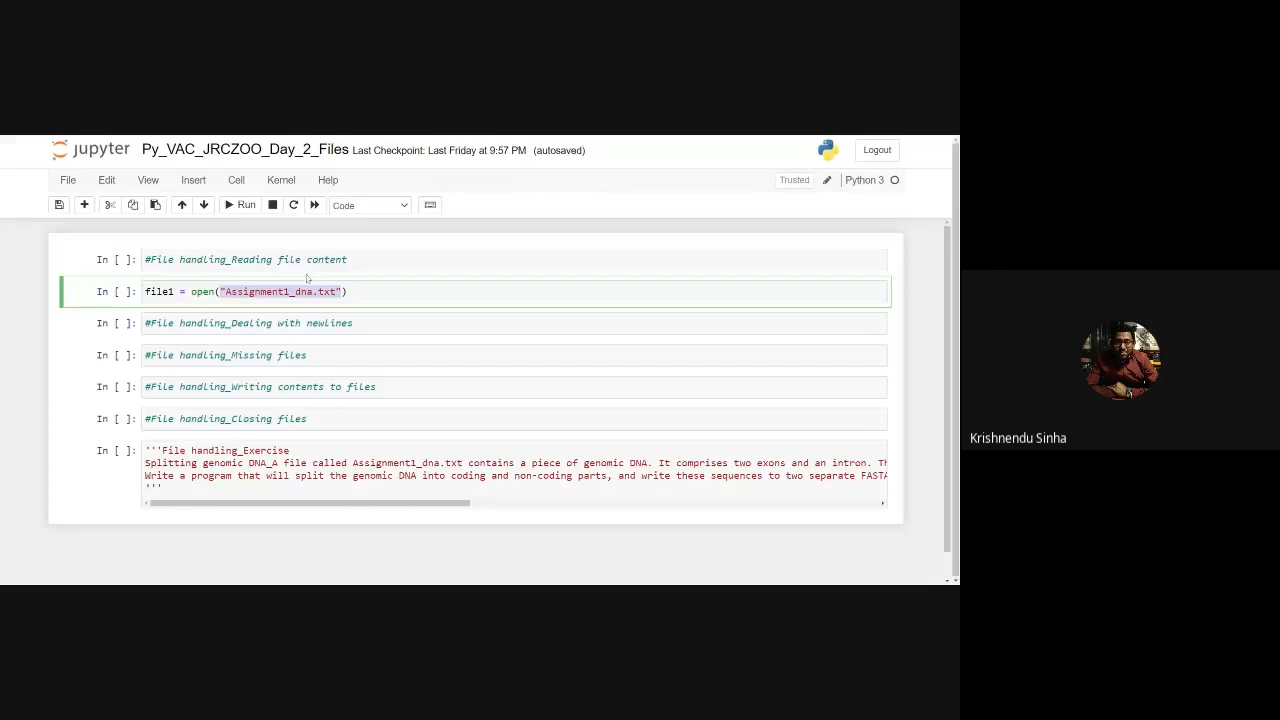 jupyter Py_VAC_JRCZOO_Day_2_Files Last Checkpoint: Last Friday at 9:57 PM (autosaved) Logout
File Edit View Insert Cell Kernel Help Trusted Python 3
Run Code
In [ ]: #File handling_Reading file content
In [ ]: file1 = open("Assignment1_dna.txt")
In [ ]: #File handling_Dealing with newlines
In [ ]: #File handling_Missing files
In [ ]: #File handling_Writing contents to files
In [ ]: #File handling_Closing files
In [ ]: '''File handling_Exercise
Splitting genomic DNA_A file called Assignment1_dna.txt contains a piece of genomic DNA. It comprises two exons and an intron. Th
Write a program that will split the genomic DNA into coding and non-coding parts, and write these sequences to two separate FASTA
'''
Krishnendu Sinha